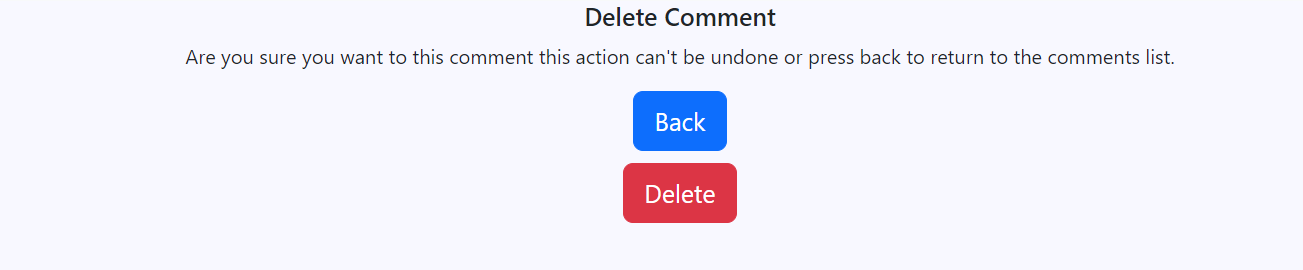 Delete Comment
Are you sure you want to this comment this action can't be undone or press back to return to the comments list.
Back
Delete